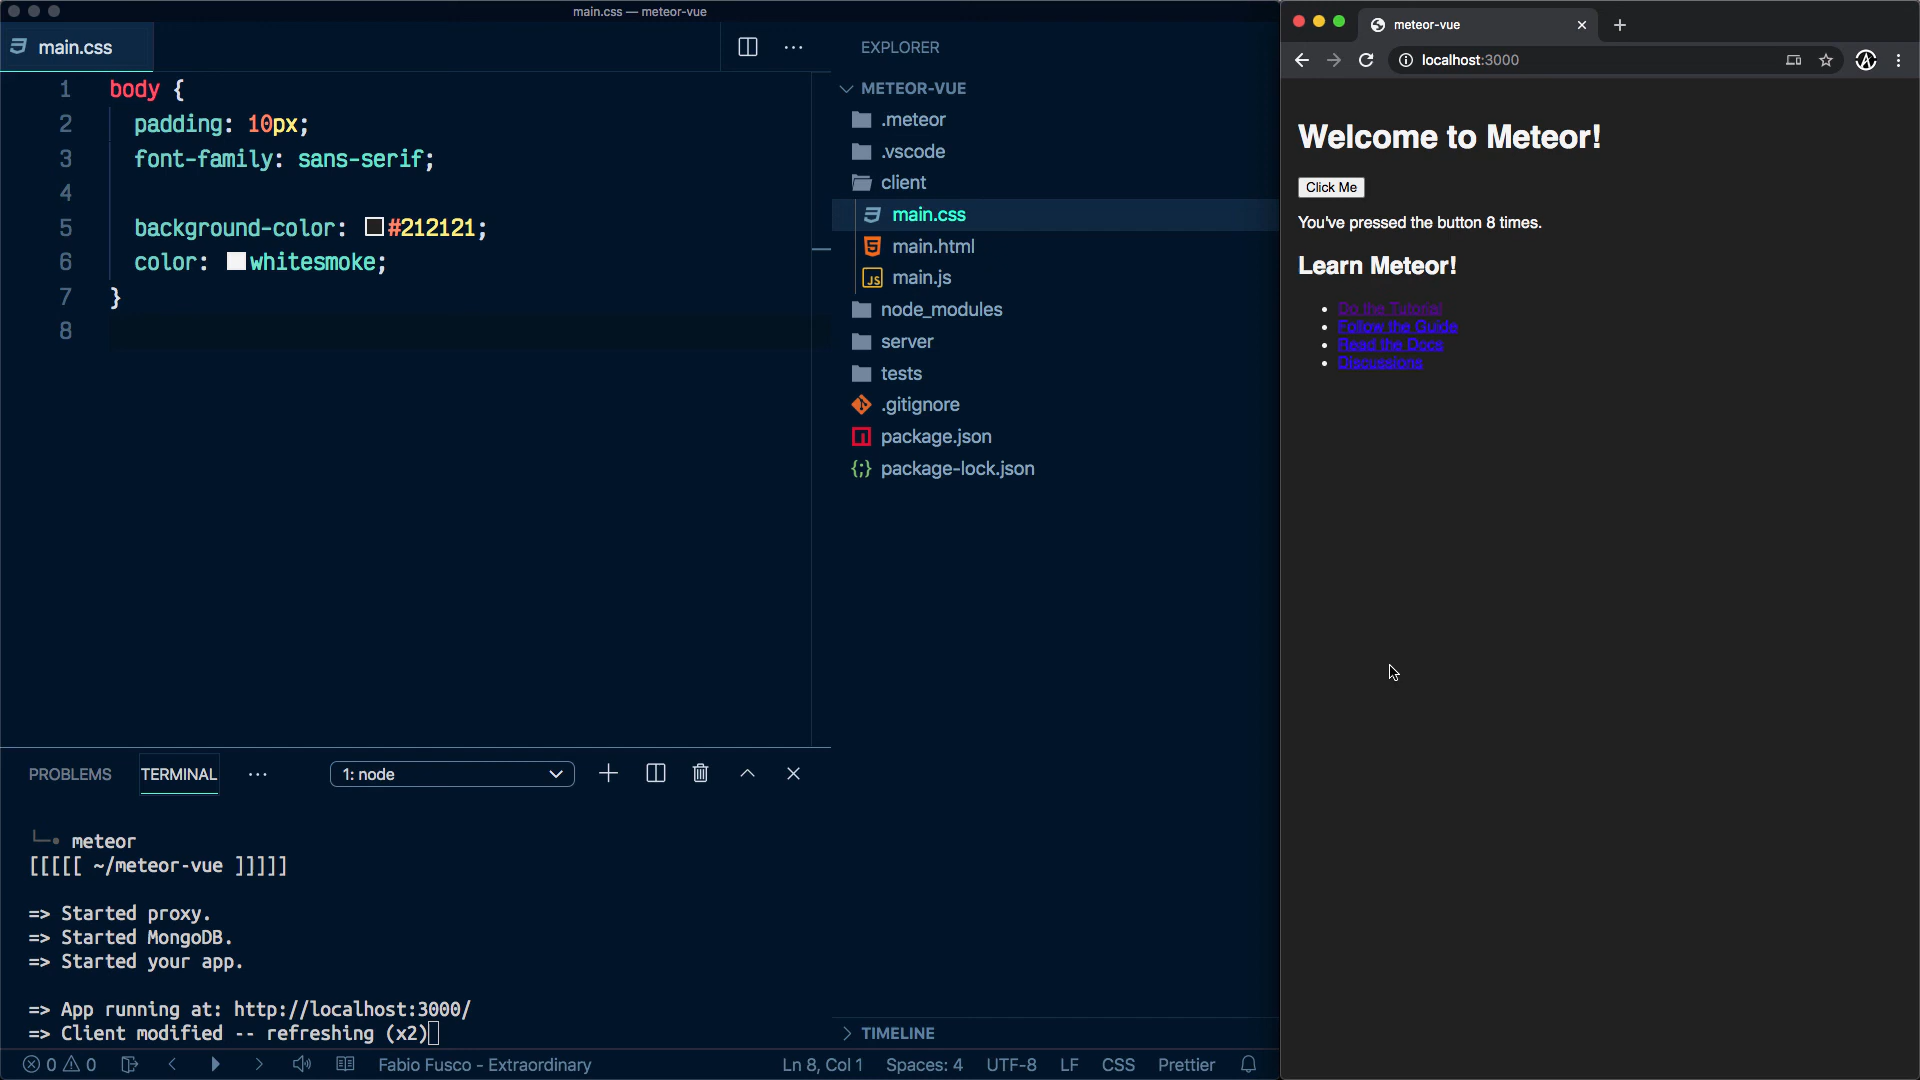 main.css — meteor-vue
main.css
1 body {
2 padding: 10px;
3 font-family: sans-serif;
4
5 background-color: #212121;
6 color: whitesmoke;
7 }
8
EXPLORER
METEOR-VUE
.meteor
.vscode
client
main.css
main.html
main.js
node_modules
server
tests
.gitignore
package.json
package-lock.json
TIMELINE
PROBLEMS TERMINAL ··· 1: node
meteor
[[[[[ ~/meteor-vue ]]]]]
=> Started proxy.
=> Started MongoDB.
=> Started your app.
=> App running at: http://localhost:3000/
=> Client modified -- refreshing (x2)
0 0 Fabio Fusco - Extraordinary Ln 8, Col 1 Spaces: 4 UTF-8 LF CSS Prettier
meteor-vue
localhost:3000
Welcome to Meteor!
Click Me
You've pressed the button 8 times.
Learn Meteor!
• Do the Tutorial
• Follow the Guide
• Read the Docs
• Discussions